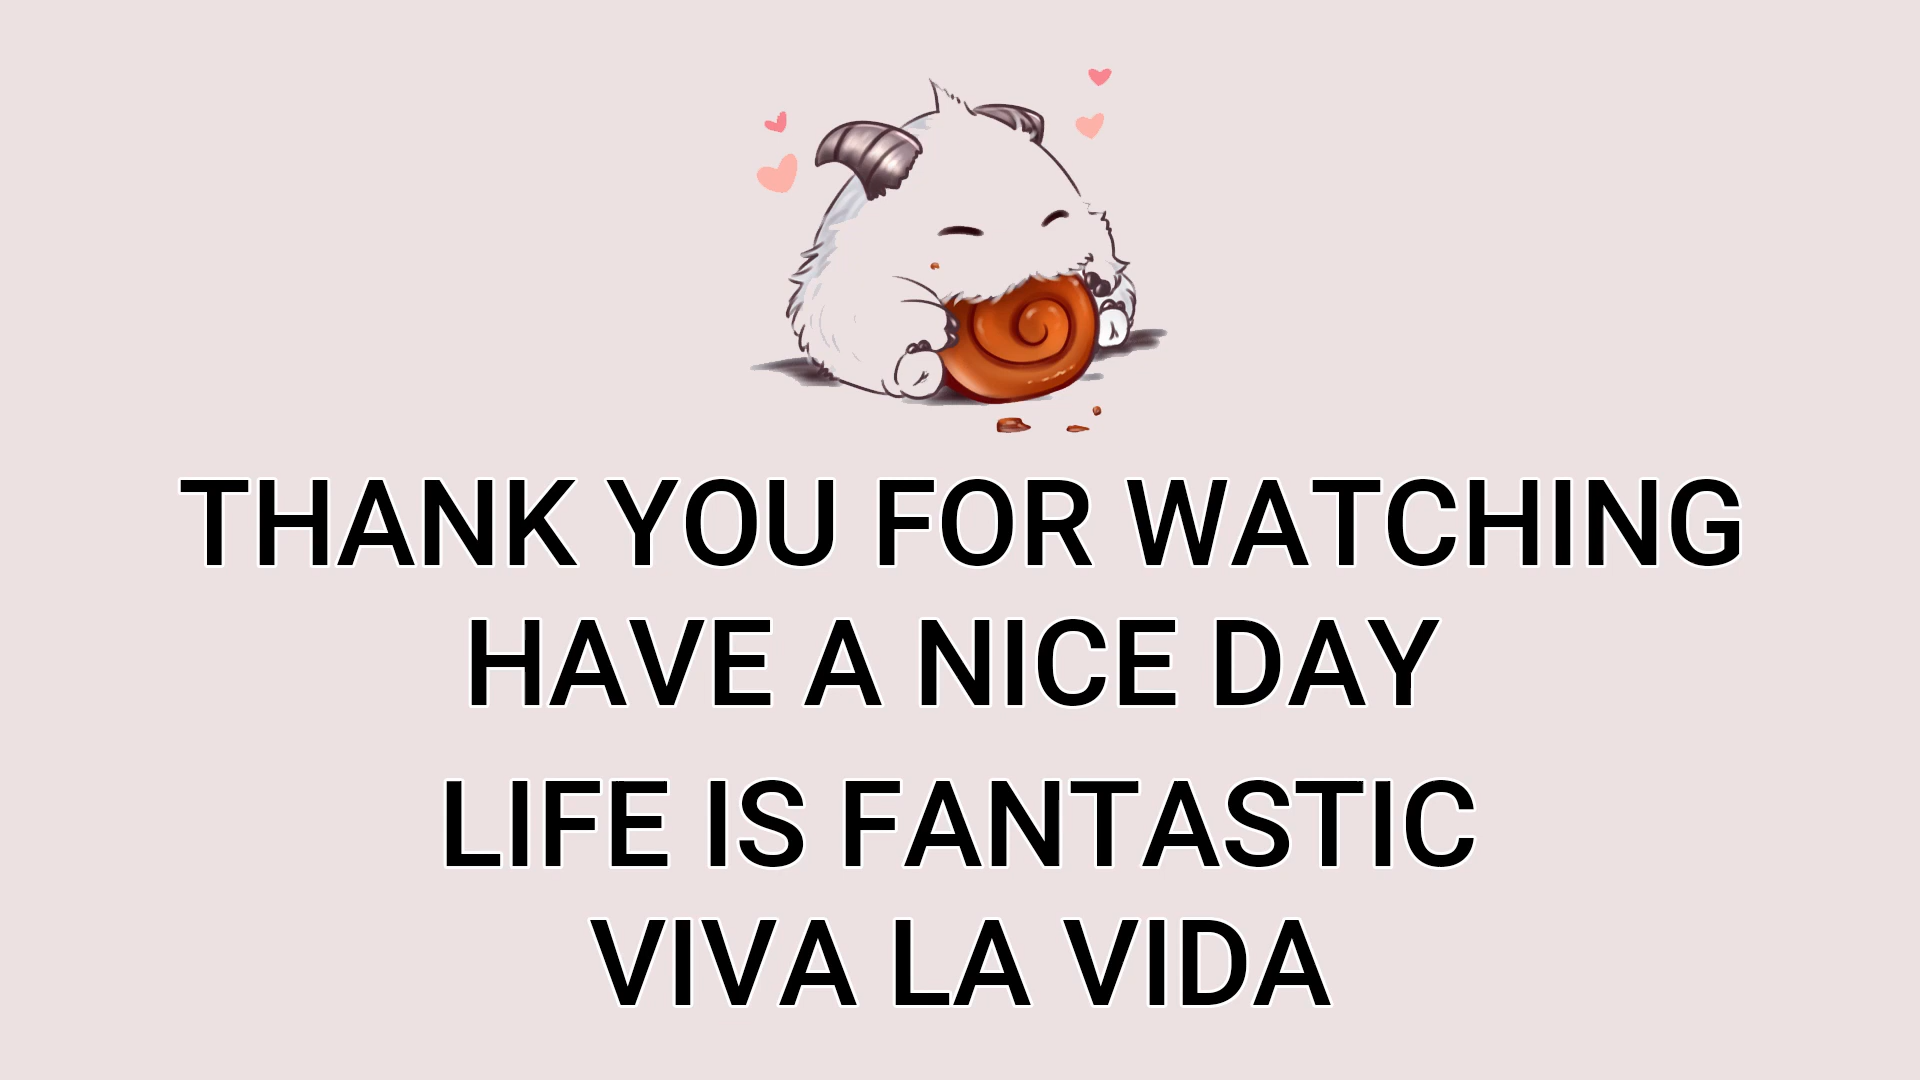 THANK YOU FOR WATCHING
HAVE A NICE DAY
LIFE IS FANTASTIC
VIVA LA VIDA